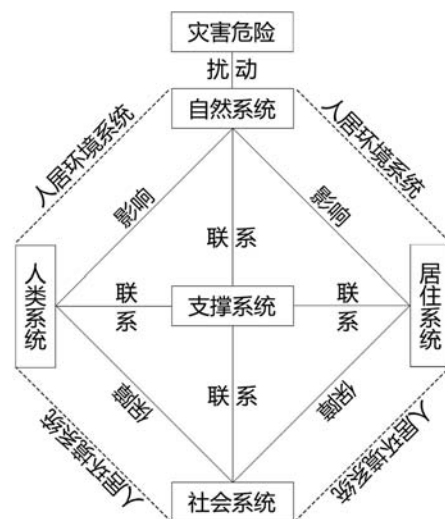 灾害危险
扰动
自然系统
人居环境系统
人居环境系统
影响
影响
联系
人类系统
联系
支撑系统
联系
居住系统
保障
联系
保障
人居环境系统
人居环境系统
社会系统